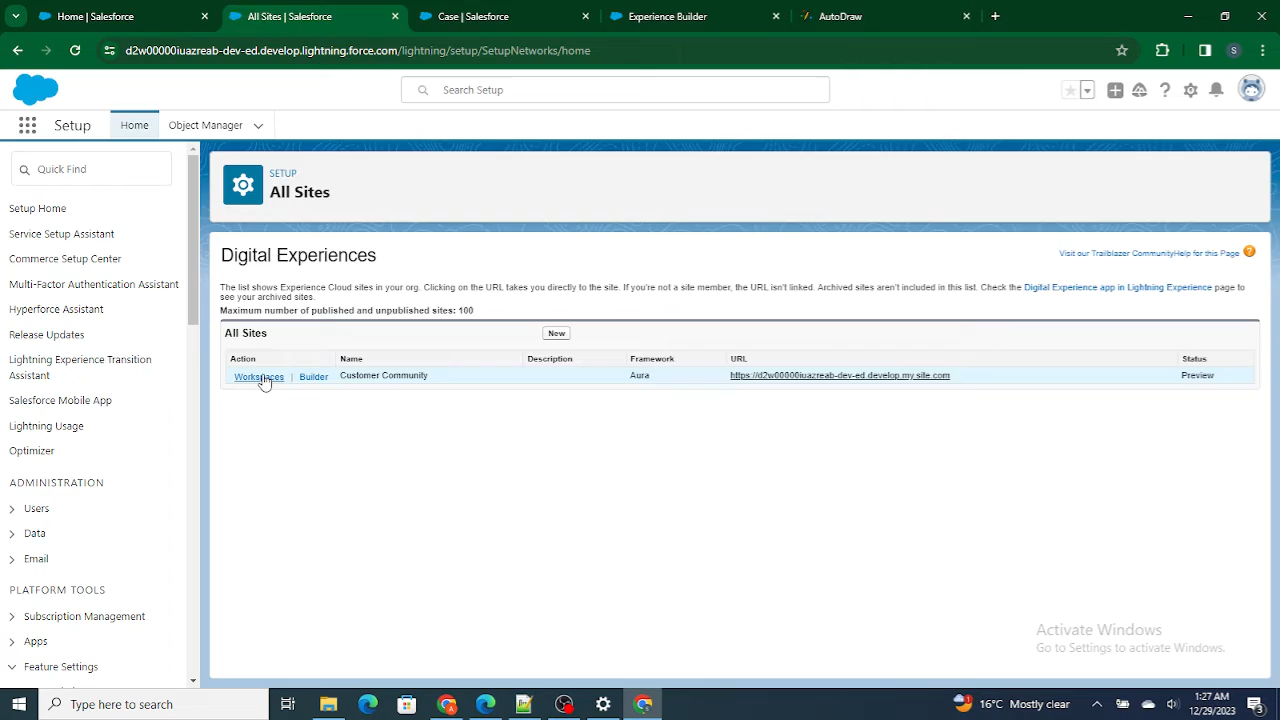 Home | Salesforce
All Sites | Salesforce
Case | Salesforce
Experience Builder
AutoDraw
d2w00000iuazreab-dev-ed.develop.lightning.force.com/lightning/setup/SetupNetworks/home
S
Search Setup
Setup
Home
Object Manager
Quick Find
Setup Home
Service Setup Assistant
Commerce Setup Center
Multi-Factor Authentication Assistant
Hyperforce Assistant
Release Updates
Lightning Experience Transition
Assistant
Salesforce Mobile App
Lightning Usage
Optimizer
ADMINISTRATION
Users
Data
Email
PLATFORM TOOLS
Subscription Management
Apps
Feature Settings
SETUP
All Sites
Digital Experiences
Visit our Trailblazer Community Help for this Page ?
The list shows Experience Cloud sites in your org. Clicking on the URL takes you directly to the site. If you're not a site member, the URL isn't linked. Archived sites aren't included in this list. Check the Digital Experience app in Lightning Experience page to
see your archived sites.
Maximum number of published and unpublished sites: 100
All Sites New
Action Name Description Framework URL Status
Workspaces | Builder Customer Community Aura https://d2w00000iuazreab-dev-ed.develop.my.site.com Preview
Activate Windows
Go to Settings to activate Windows.
Type here to search
16°C Mostly clear
1:27 AM
12/29/2023
3